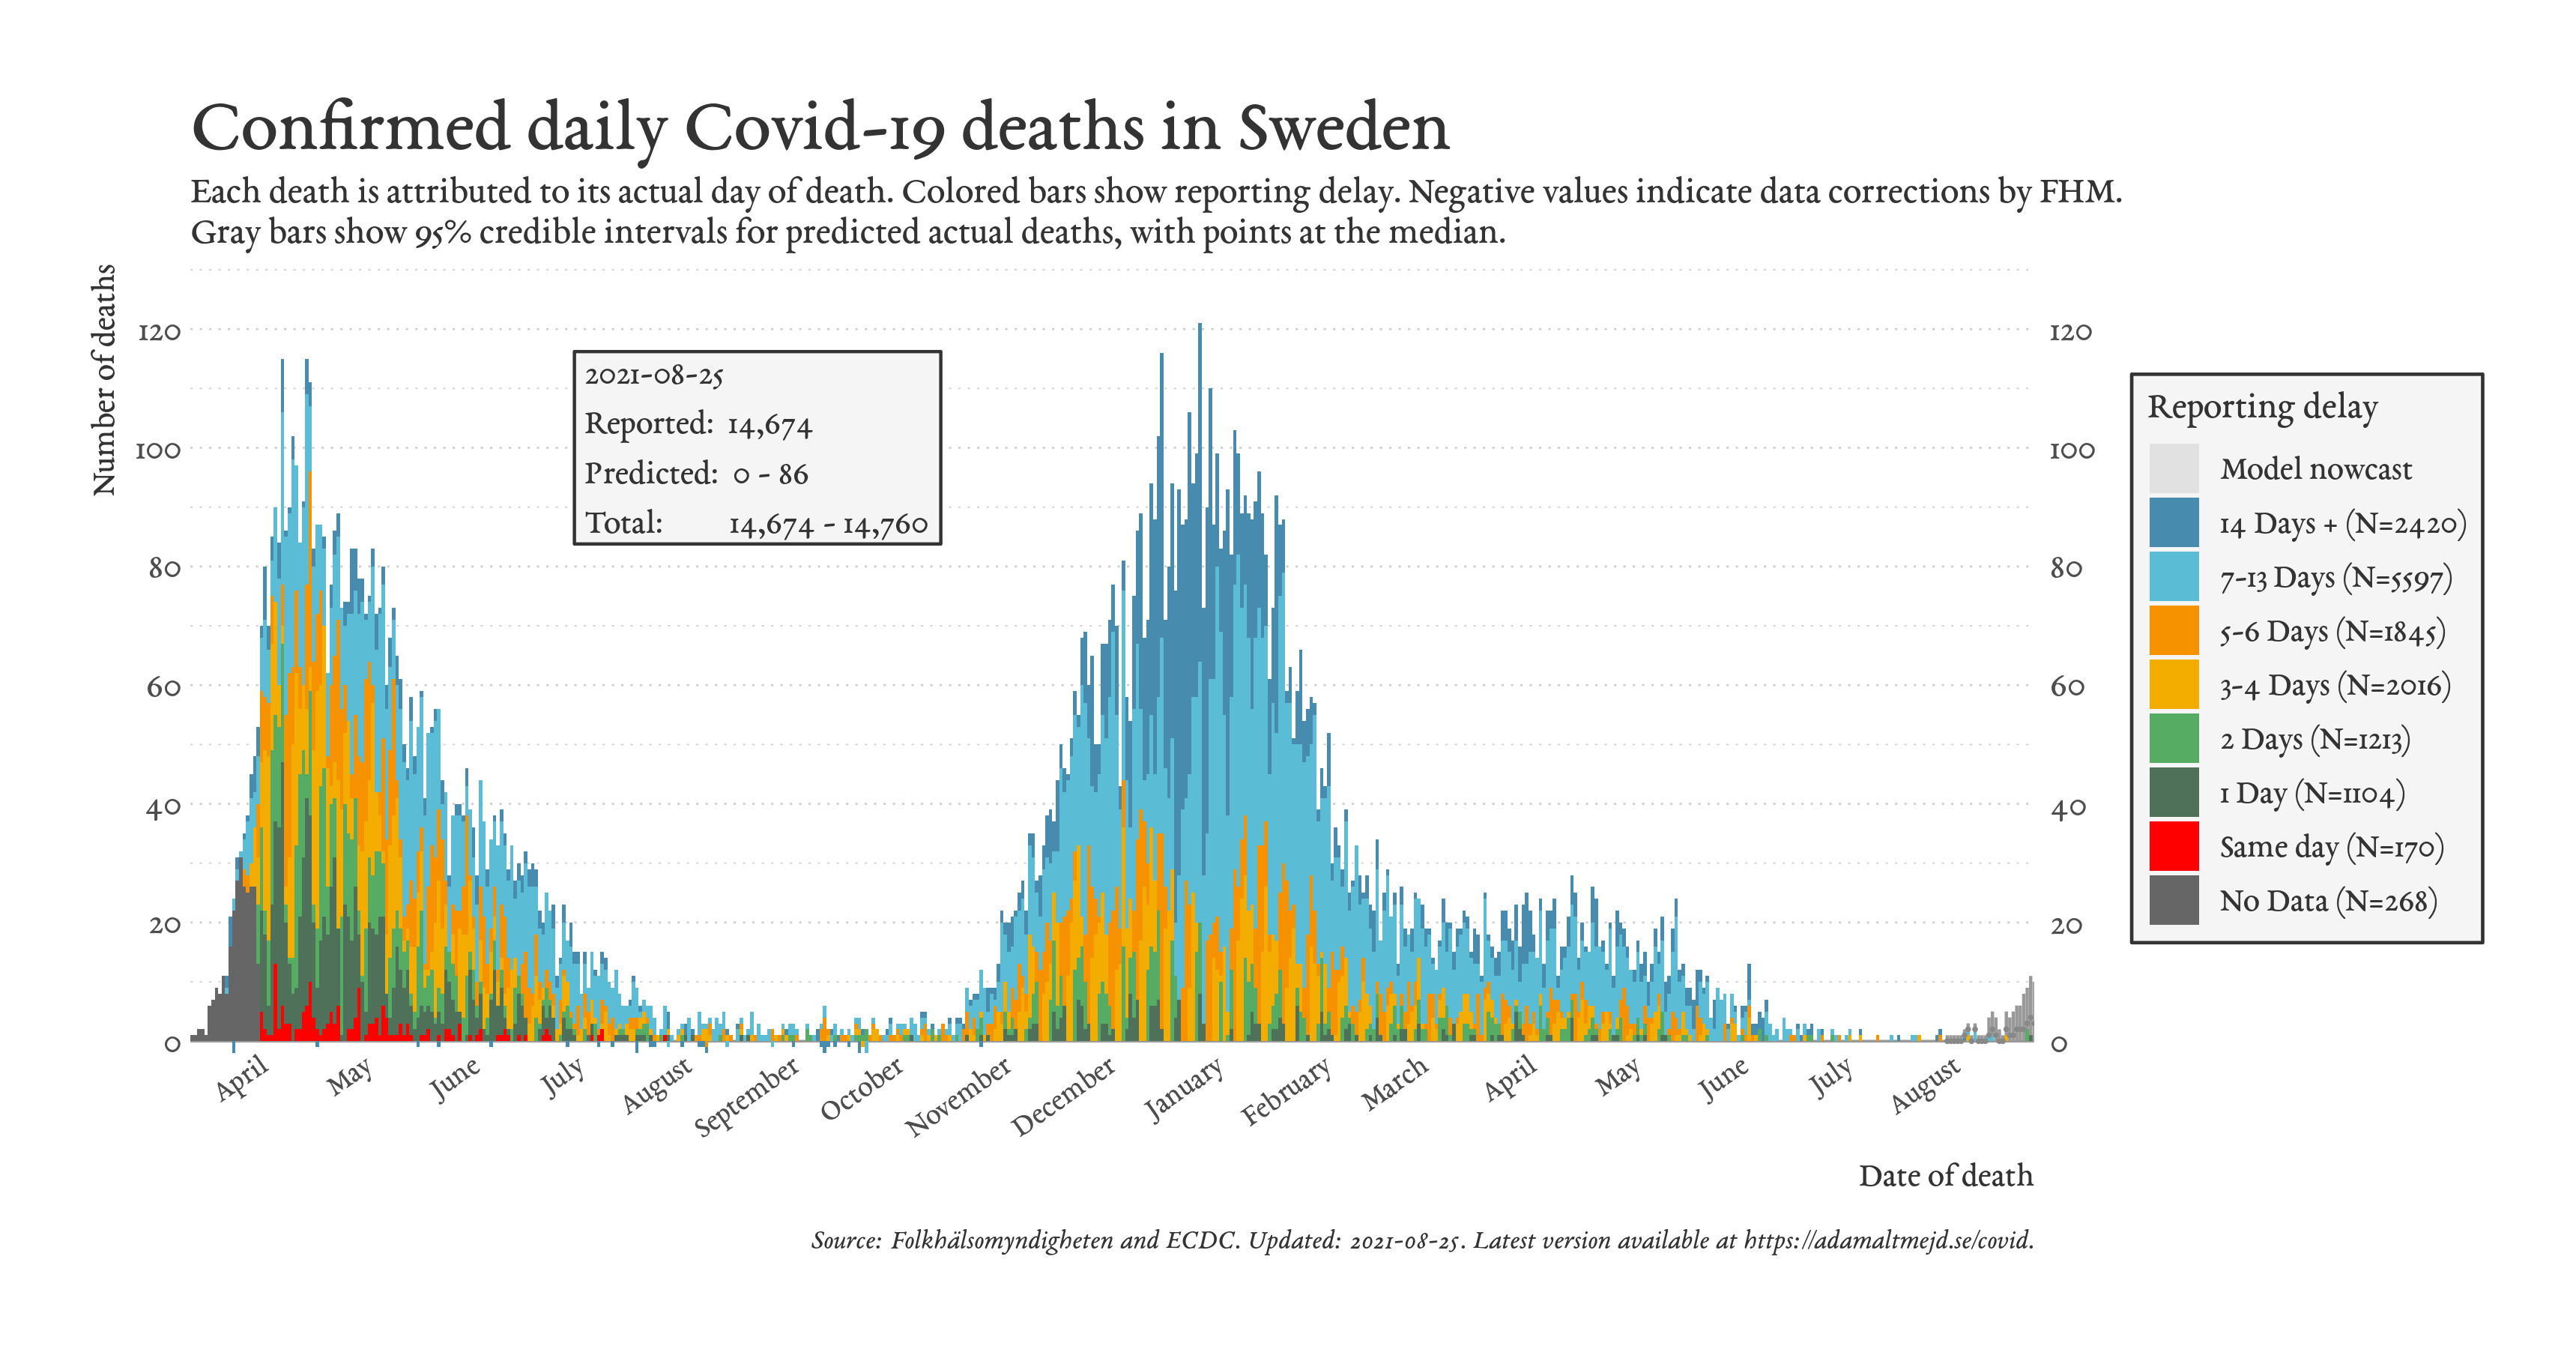 Confirmed daily Covid-19 deaths in Sweden
Each death is attributed to its actual day of death. Colored bars show reporting delay. Negative values indicate data corrections by FHM.
Gray bars show 95% credible intervals for predicted actual deaths, with points at the median.
Number of deaths
120
100
80
60
40
20
0
2021-08-25
Reported: 14,674
Predicted: 0 - 86
Total: 14,674 - 14,760
120
100
80
60
40
20
0
Reporting delay
Model nowcast
14 Days + (N=2420)
7-13 Days (N=5597)
5-6 Days (N=1845)
3-4 Days (N=2016)
2 Days (N=1213)
1 Day (N=1104)
Same day (N=170)
No Data (N=268)
April
May
June
July
August
September
October
November
December
January
February
March
April
May
June
July
August
Date of death
Source: Folkhälsomyndigheten and ECDC. Updated: 2021-08-25. Latest version available at https://adamaltmejd.se/covid.